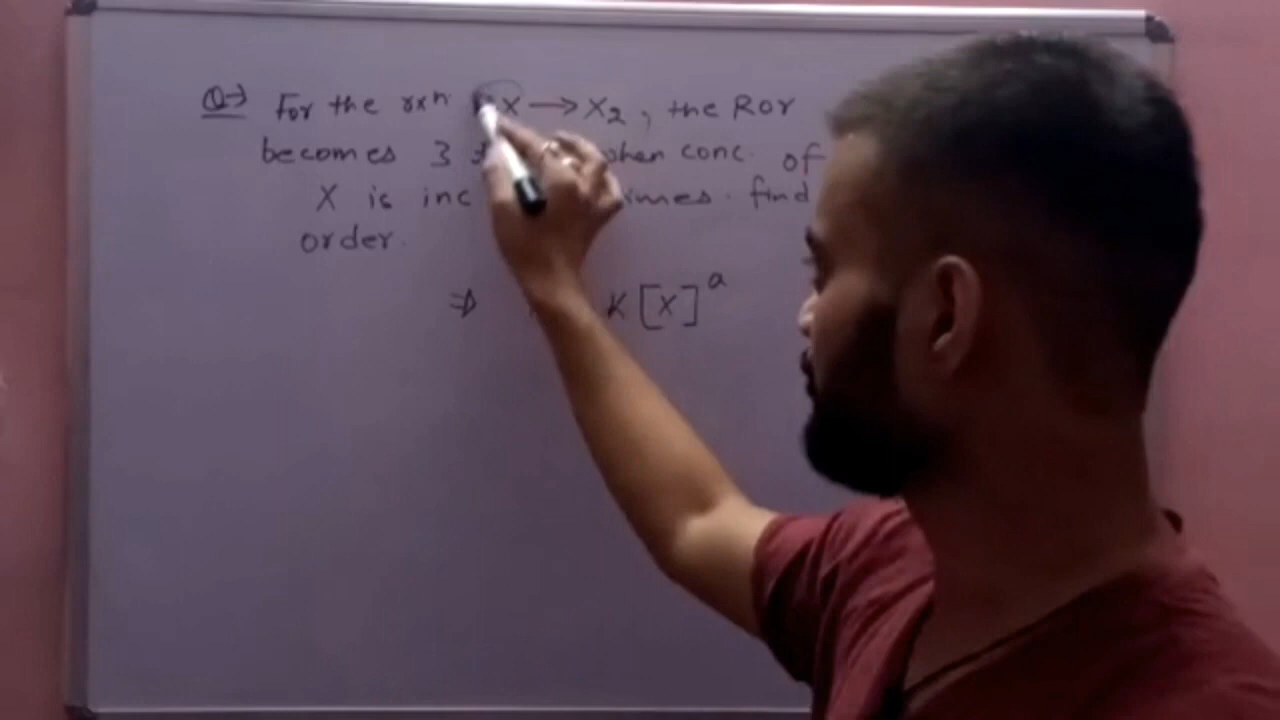 Q→ For the rxn X → X₂, the ROR
becomes 3 when conc. of
X is inc times. find
order.
⇒ K[X]ᵃ